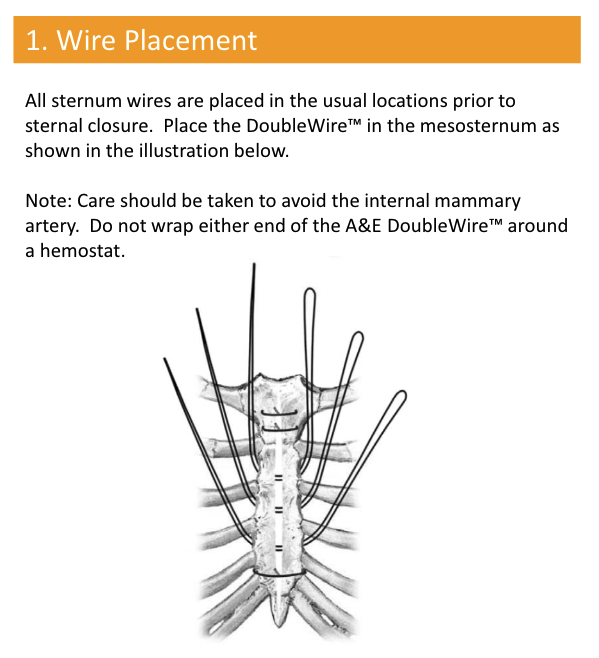 1. Wire Placement
All sternum wires are placed in the usual locations prior to
sternal closure.  Place the DoubleWire™ in the mesosternum as
shown in the illustration below.
Note: Care should be taken to avoid the internal mammary
artery.  Do not wrap either end of the A&E DoubleWire™ around
a hemostat.